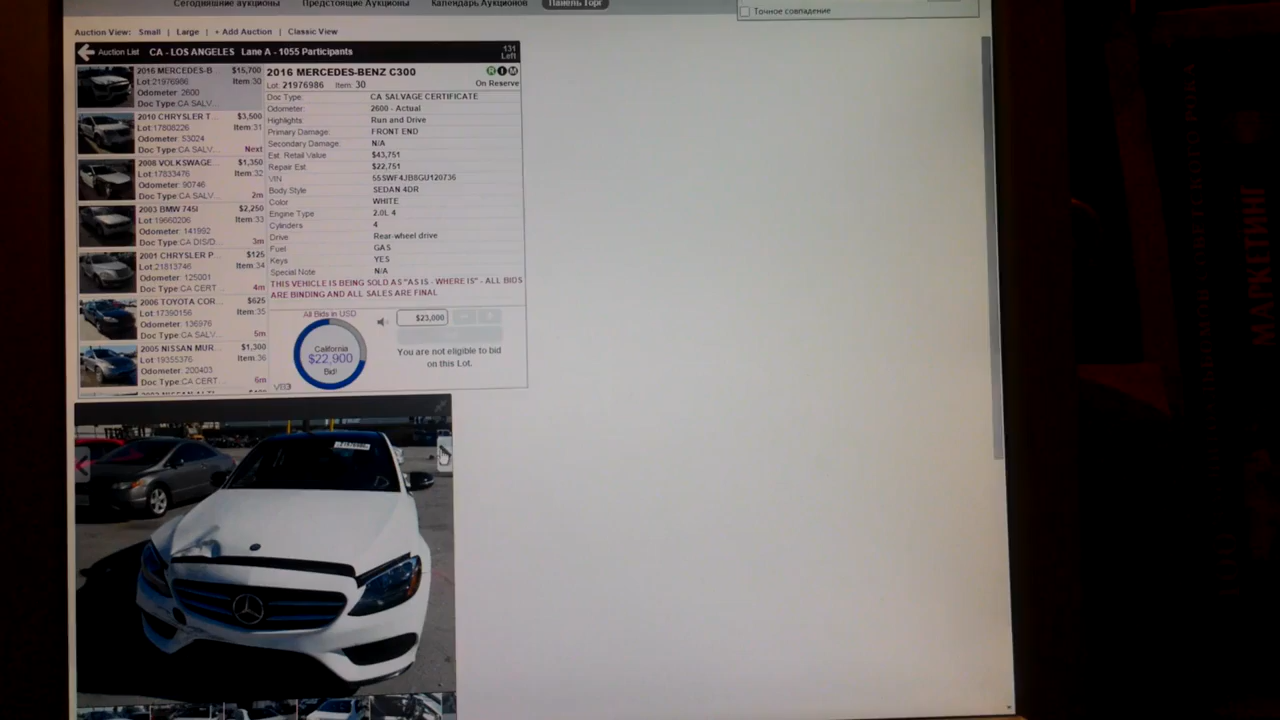 Сегодняшние аукционы Предстоящие Аукционы Календарь Аукционов Панель Торг
Точное совпадение
Auction View: Small | Large | + Add Auction | Classic View
Auction List CA - LOS ANGELES Lane A - 1055 Participants 131 Left
2016 MERCEDES-B... $15,700
Lot:21976986 Item:30
Odometer: 2600
Doc Type:CA SALV...
2010 CHRYSLER T... $3,500
Lot:17808226 Item:31
Odometer: 53024
Doc Type:CA SALV... Next
2008 VOLKSWAGE... $1,350
Lot:17833476 Item:32
Odometer: 90746
Doc Type:CA SALV... 2m
2003 BMW 745I $2,250
Lot:19660206 Item:33
Odometer: 141992
Doc Type:CA DIS/D... 3m
2001 CHRYSLER P... $125
Lot:21813746 Item:34
Odometer: 125001
Doc Type:CA CERT... 4m
2006 TOYOTA COR... $625
Lot:17390156 Item:35
Odometer: 136976
Doc Type:CA SALV... 5m
2005 NISSAN MUR... $1,300
Lot:19355376 Item:36
Odometer: 200403
Doc Type:CA CERT... 6m
2016 MERCEDES-BENZ C300 R I M
Lot: 21976986 Item: 30 On Reserve
Doc Type: CA SALVAGE CERTIFICATE
Odometer: 2600 - Actual
Highlights: Run and Drive
Primary Damage: FRONT END
Secondary Damage: N/A
Est. Retail Value $43,751
Repair Est $22,751
VIN 55SWF4JB8GU120736
Body Style SEDAN 4DR
Color WHITE
Engine Type 2.0L 4
Cylinders 4
Drive Rear-wheel drive
Fuel GAS
Keys YES
Special Note N/A
THIS VEHICLE IS BEING SOLD AS "AS IS - WHERE IS" - ALL BIDS
ARE BINDING AND ALL SALES ARE FINAL
All Bids in USD
California
$22,900
Bid!
$23,000
You are not eligible to bid
on this Lot.
МАРКЕТИНГ